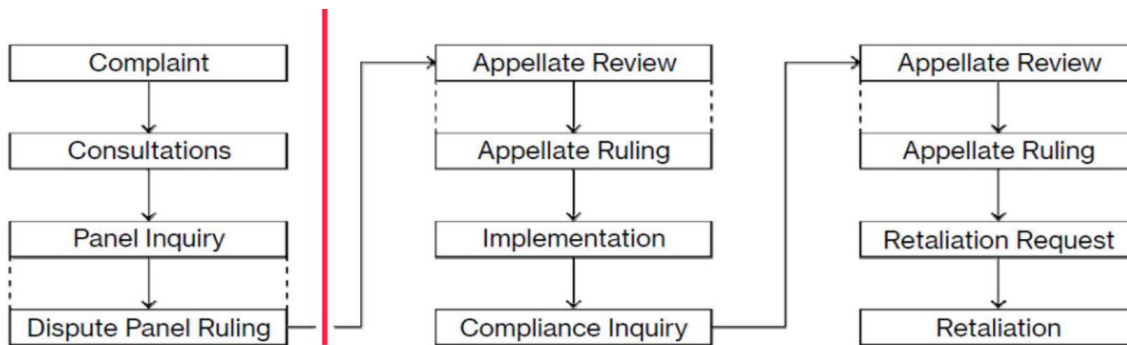 Complaint
Consultations
Panel Inquiry
Dispute Panel Ruling
Appellate Review
Appellate Ruling
Implementation
Compliance Inquiry
Appellate Review
Appellate Ruling
Retaliation Request
Retaliation